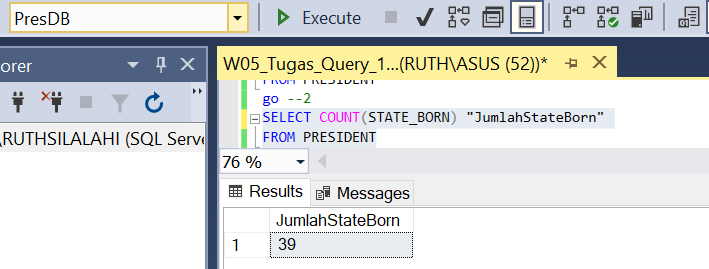 PresDB
Execute
W05_Tugas_Query_1...(RUTH\ASUS (52))*
orer
\RUTHSILALAHI (SQL Serve
FROM PRESIDENT
go --2
SELECT COUNT(STATE_BORN) "JumlahStateBorn"
FROM PRESIDENT
76 %
Results
Messages
JumlahStateBorn
1
39